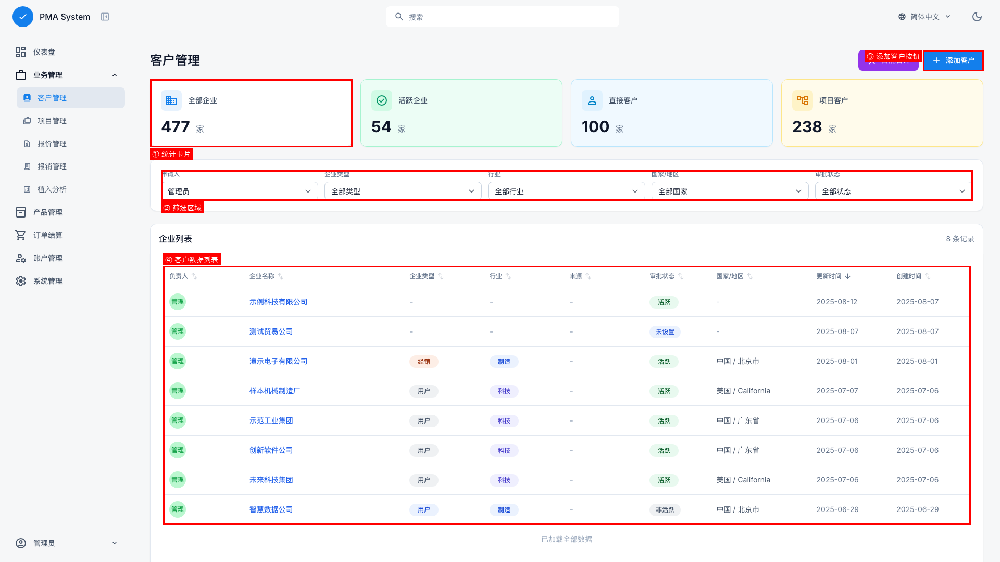 PMA System
搜索
简体中文
仪表盘
业务管理
客户管理
项目管理
报价管理
报销管理
植入分析
产品管理
订单结算
账户管理
系统管理
管理员
客户管理
③ 添加客户按钮
添加客户
全部企业
477 家
活跃企业
54 家
直接客户
100 家
项目客户
238 家
① 统计卡片
申请人 企业类型 行业 国家/地区 审批状态
管理员 全部类型 全部行业 全部国家 全部状态
② 筛选区域
企业列表
8 条记录
④ 客户数据列表
负责人 企业名称 企业类型 行业 来源 审批状态 国家/地区 更新时间 创建时间
管理 示例科技有限公司 - - - 活跃 - 2025-08-12 2025-08-07
管理 测试贸易公司 - - - 未设置 - 2025-08-07 2025-08-07
管理 演示电子有限公司 经销 制造 - 活跃 中国 / 北京市 2025-08-01 2025-08-01
管理 样本机械制造厂 用户 科技 - 活跃 美国 / California 2025-07-07 2025-07-06
管理 示范工业集团 用户 科技 - 活跃 中国 / 广东省 2025-07-06 2025-07-06
管理 创新软件公司 用户 科技 - 活跃 中国 / 广东省 2025-07-06 2025-07-06
管理 未来科技集团 用户 科技 - 活跃 美国 / California 2025-07-06 2025-07-06
管理 智慧数据公司 用户 制造 - 非活跃 中国 / 北京市 2025-06-29 2025-06-29
已加载全部数据